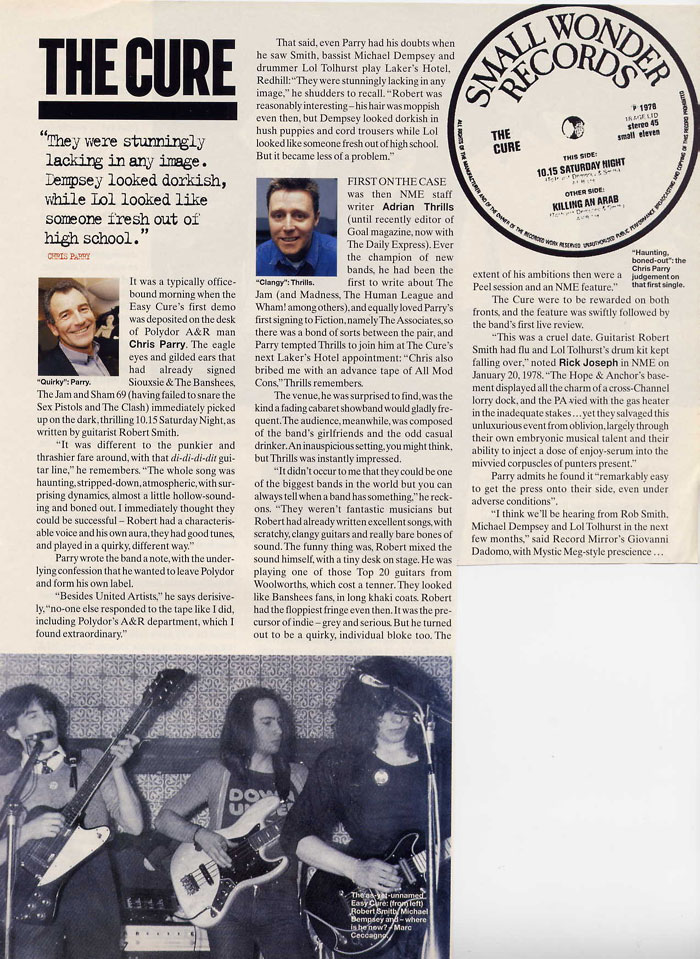 THE CURE
“They were stunningly
lacking in any image.
Dempsey looked dorkish,
while Lol looked like
someone fresh out of
high school.”
CHRIS PARRY
It was a typically office-
bound morning when the
Easy Cure's first demo
was deposited on the desk
of Polydor A&R man
Chris Parry. The eagle
eyes and gilded ears that
had already signed
Siouxsie & The Banshees,
“Quirky”: Parry.
The Jam and Sham 69 (having failed to snare the
Sex Pistols and The Clash) immediately picked
up on the dark, thrilling 10.15 Saturday Night, as
written by guitarist Robert Smith.
“It was different to the punkier and
thrashier fare around, with that di-di-di-dit gui-
tar line,” he remembers. “The whole song was
haunting, stripped-down, atmospheric, with sur-
prising dynamics, almost a little hollow-sound-
ing and boned out. I immediately thought they
could be successful – Robert had a characteris-
able voice and his own aura, they had good tunes,
and played in a quirky, different way.”
Parry wrote the band a note, with the under-
lying confession that he wanted to leave Polydor
and form his own label.
“Besides United Artists,” he says derisive-
ly, “no-one else responded to the tape like I did,
including Polydor's A&R department, which I
found extraordinary.”
That said, even Parry had his doubts when
he saw Smith, bassist Michael Dempsey and
drummer Lol Tolhurst play Laker's Hotel,
Redhill: “They were stunningly lacking in any
image,” he shudders to recall. “Robert was
reasonably interesting – his hair was moppish
even then, but Dempsey looked dorkish in
hush puppies and cord trousers while Lol
looked like someone fresh out of high school.
But it became less of a problem.”
FIRST ON THE CASE
was then NME staff
writer Adrian Thrills
(until recently editor of
Goal magazine, now with
The Daily Express). Ever
the champion of new
bands, he had been the
first to write about The
“Clangy”: Thrills.
Jam (and Madness, The Human League and
Wham! among others), and equally loved Parry's
first signing to Fiction, namely The Associates, so
there was a bond of sorts between the pair, and
Parry tempted Thrills to join him at The Cure's
next Laker's Hotel appointment: “Chris also
bribed me with an advance tape of All Mod
Cons,” Thrills remembers.
The venue, he was surprised to find, was the
kind a fading cabaret showband would gladly fre-
quent. The audience, meanwhile, was composed
of the band's girlfriends and the odd casual
drinker. An inauspicious setting, you might think,
but Thrills was instantly impressed.
“It didn't occur to me that they could be one
of the biggest bands in the world but you can
always tell when a band has something,” he reck-
ons. “They weren't fantastic musicians but
Robert had already written excellent songs, with
scratchy, clangy guitars and really bare bones of
sound. The funny thing was, Robert mixed the
sound himself, with a tiny desk on stage. He was
playing one of those Top 20 guitars from
Woolworths, which cost a tenner. They looked
like Banshees fans, in long khaki coats. Robert
had the floppiest fringe even then. It was the pre-
cursor of indie – grey and serious. But he turned
out to be a quirky, individual bloke too. The
SMALL WONDER
RECORDS
THE
CURE
℗ 1978
stereo 45
small eleven
THIS SIDE:
10.15 SATURDAY NIGHT
OTHER SIDE:
KILLING AN ARAB
ALL RIGHTS OF THE MANUFACTURER AND OF THE OWNER OF THE RECORDED WORK RESERVED UNAUTHORIZED PUBLIC PERFORMANCE BROADCASTING AND COPYING OF THIS RECORD PROHIBITED
“Haunting,
boned-out”: the
Chris Parry
judgement on
that first single.
extent of his ambitions then were a
Peel session and an NME feature.”
The Cure were to be rewarded on both
fronts, and the feature was swiftly followed by
the band's first live review.
“This was a cruel date. Guitarist Robert
Smith had flu and Lol Tolhurst's drum kit kept
falling over,” noted Rick Joseph in NME on
January 20, 1978. “The Hope & Anchor's base-
ment displayed all the charm of a cross-Channel
lorry dock, and the PA vied with the gas heater
in the inadequate stakes…yet they salvaged this
unluxurious event from oblivion, largely through
their own embryonic musical talent and their
ability to inject a dose of enjoy-serum into the
mivvied corpuscles of punters present.”
Parry admits he found it “remarkably easy
to get the press onto their side, even under
adverse conditions”.
“I think we'll be hearing from Rob Smith,
Michael Dempsey and Lol Tolhurst in the next
few months,” said Record Mirror's Giovanni
Dadomo, with Mystic Meg-style prescience …
DOWN
UNDER
The as-yet-unnamed
Easy Cure: (from left)
Robert Smith, Michael
Dempsey and – where
is he now? – Marc
Ceccagno.